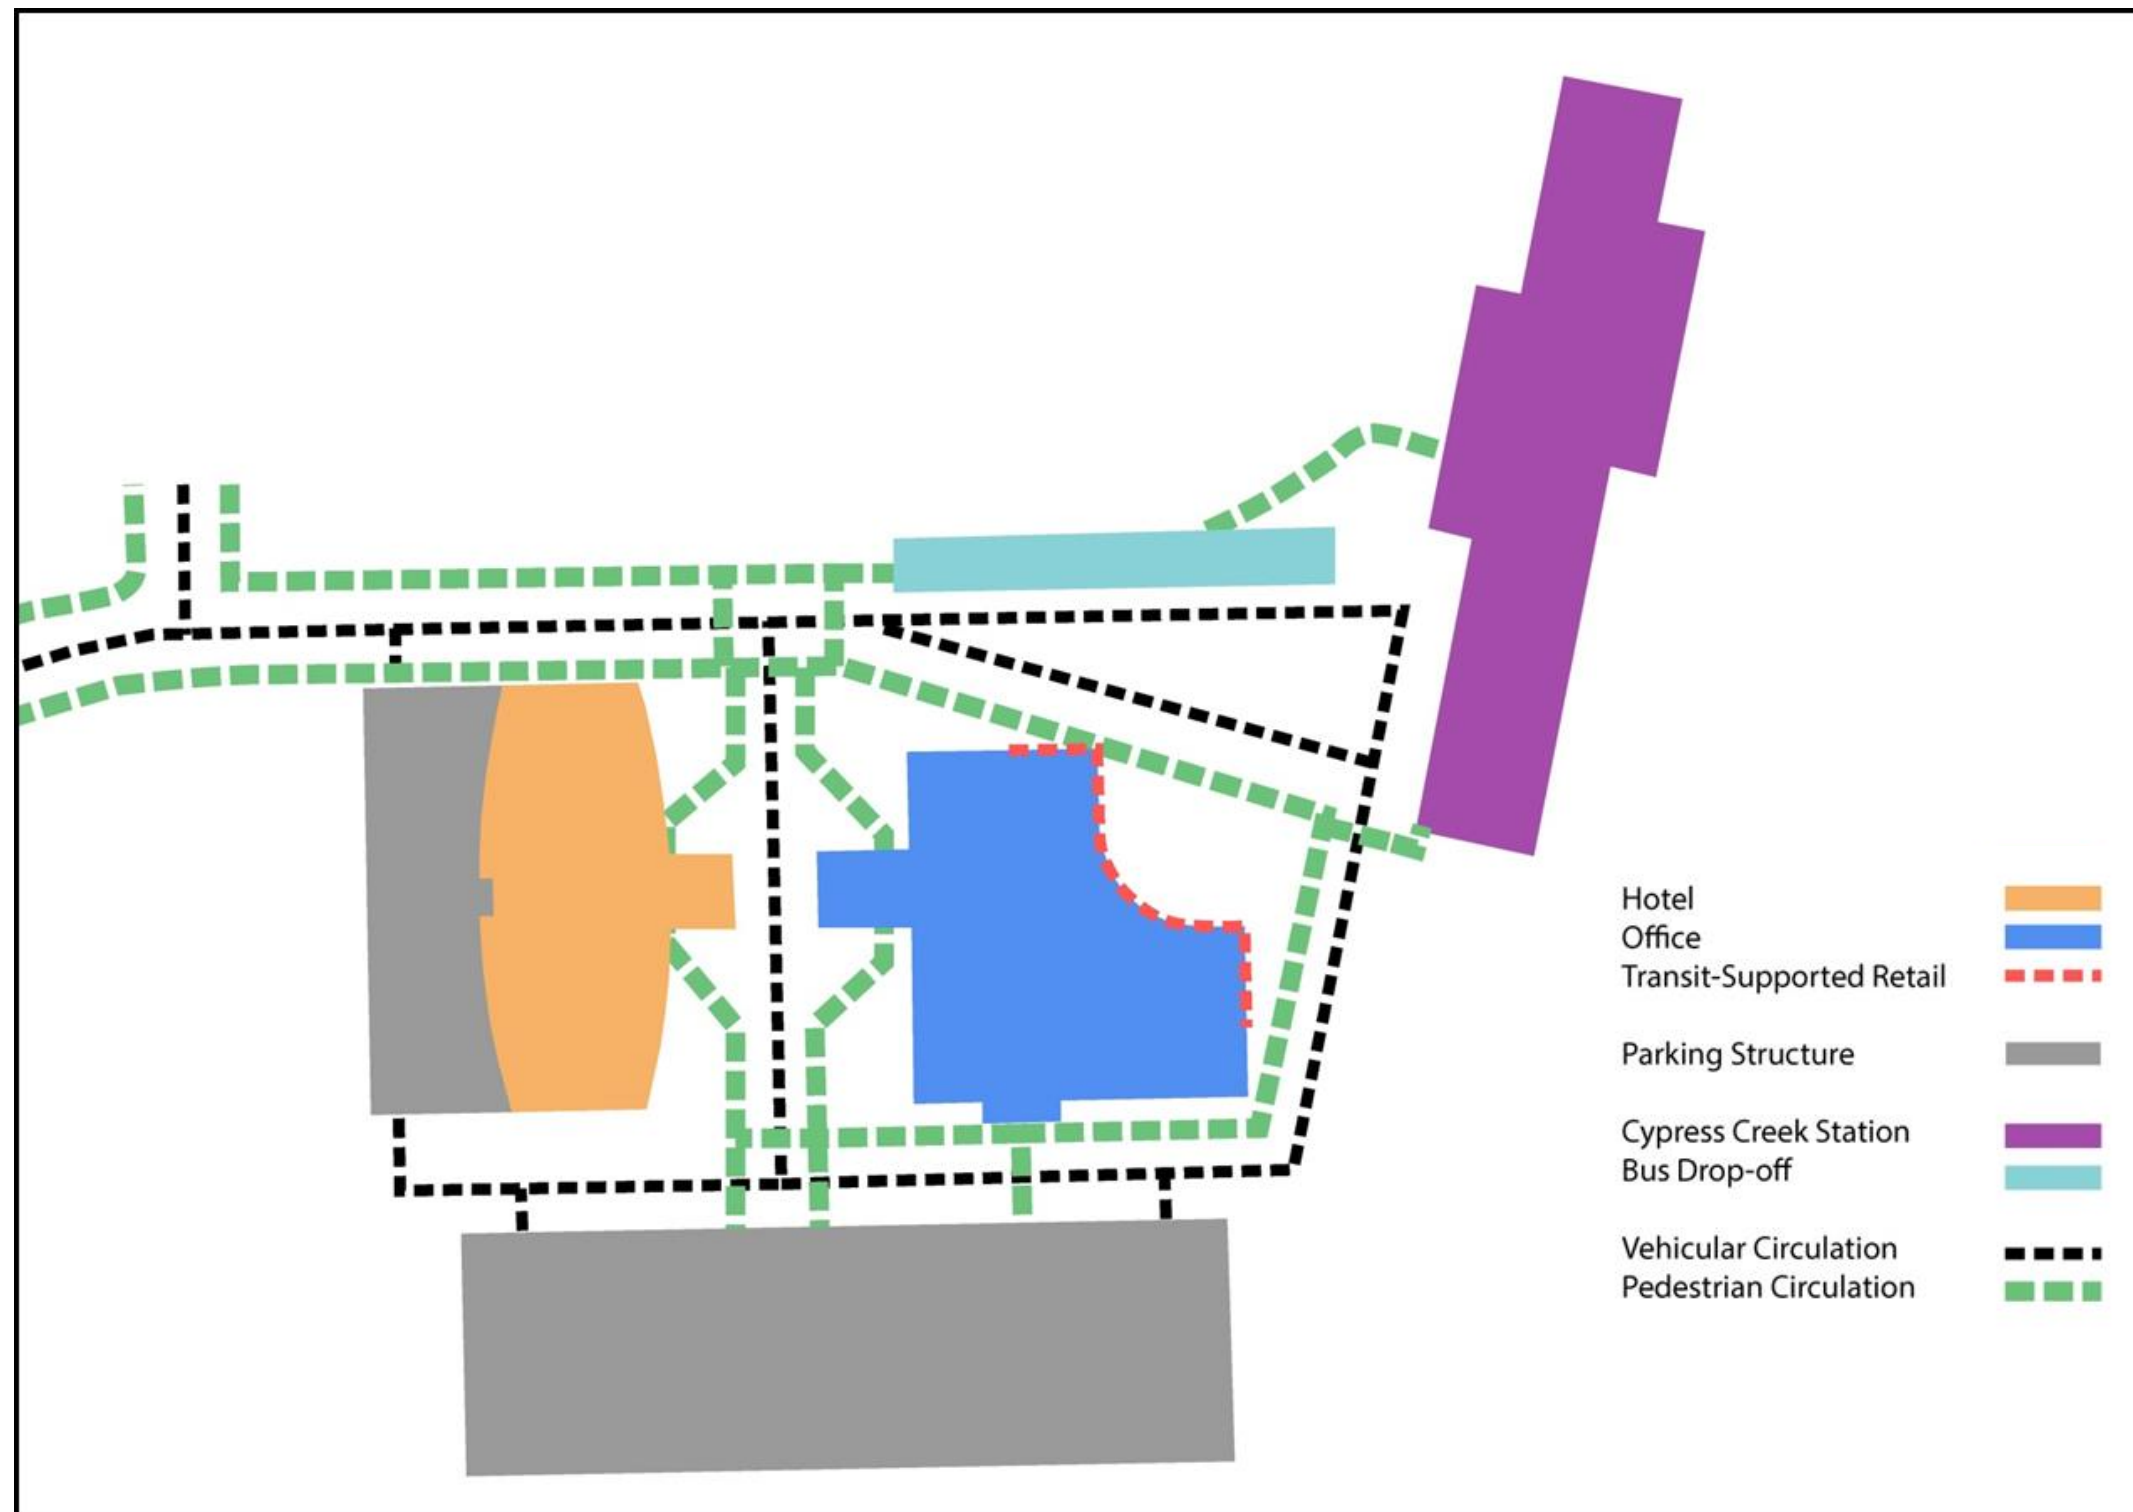 Hotel
Office
Transit-Supported Retail
Parking Structure
Cypress Creek Station
Bus Drop-off
Vehicular Circulation
Pedestrian Circulation